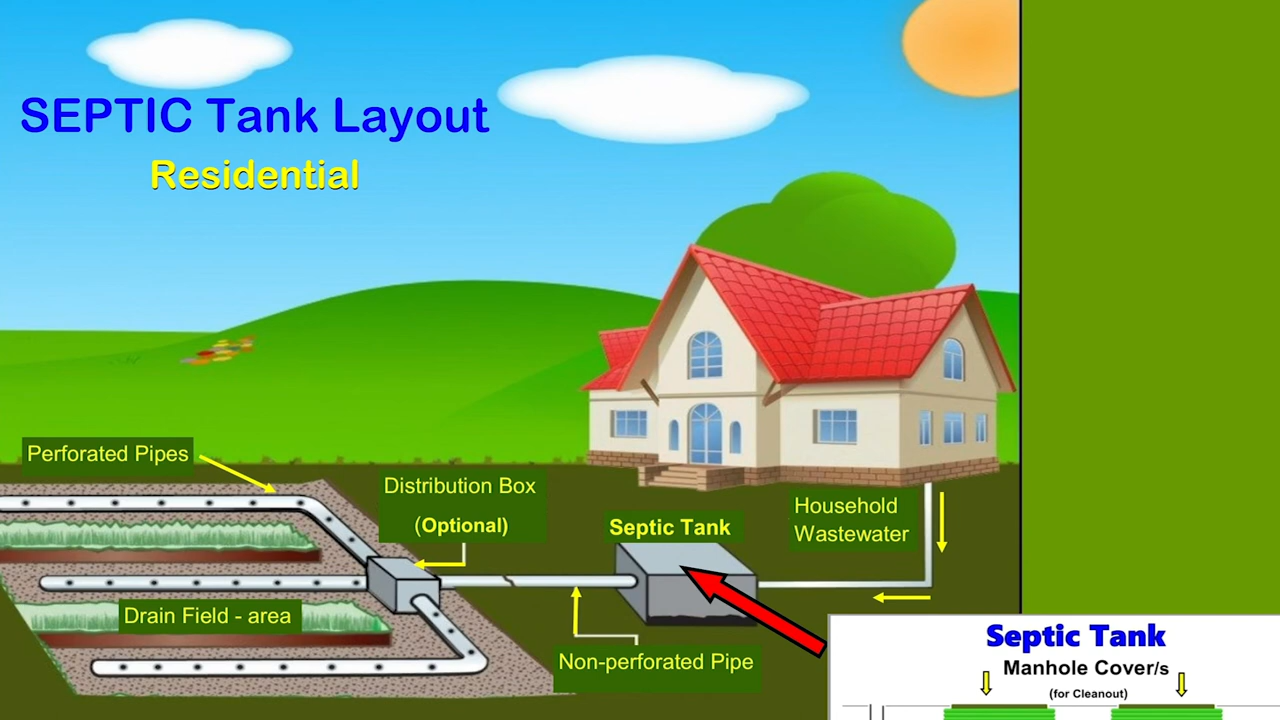 SEPTIC Tank Layout
Residential
Perforated Pipes
Distribution Box
(Optional)
Septic Tank
Household
Wastewater
Drain Field - area
Non-perforated Pipe
Septic Tank
Manhole Cover/s
(for Cleanout)